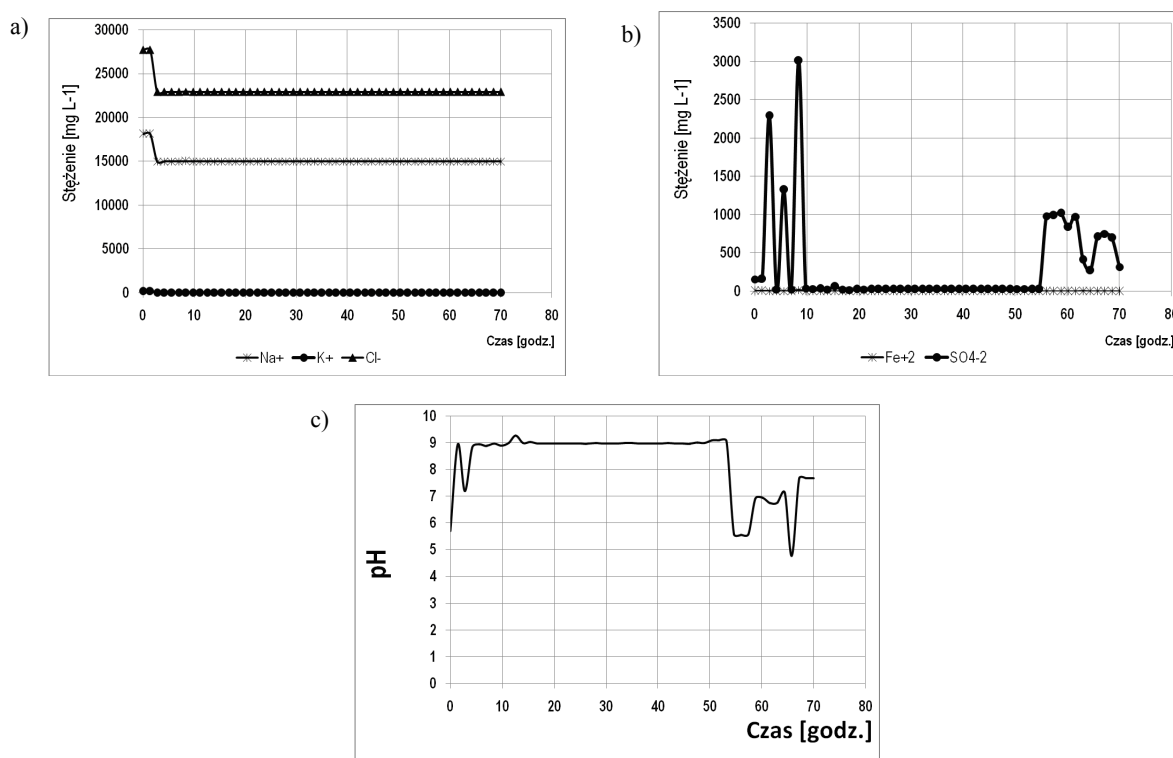 a)
Stężenie [mg L-1]
30000
25000
20000
15000
10000
5000
0
0 10 20 30 40 50 60 70 80
Czas [godz.]
Na+ K+ Cl-
b)
Stężenie [mg L-1]
3500
3000
2500
2000
1500
1000
500
0
0 10 20 30 40 50 60 70 80
Czas [godz.]
Fe+2 SO4-2
c)
pH
10
9
8
7
6
5
4
3
2
1
0
0 10 20 30 40 50 60 70 80
Czas [godz.]